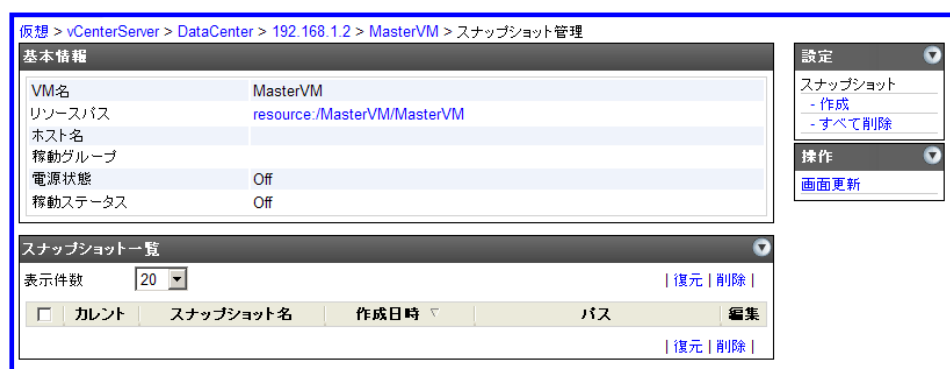 仮想 > vCenterServer > DataCenter > 192.168.1.2 > MasterVM > スナップショット管理
基本情報
VM名 MasterVM
リソースパス resource:/MasterVM/MasterVM
ホスト名
稼動グループ
電源状態 Off
稼動ステータス Off
スナップショット一覧
表示件数 20 |復元|削除|
カレント スナップショット名 作成日時 パス 編集
|復元|削除|
設定
スナップショット
- 作成
- すべて削除
操作
画面更新